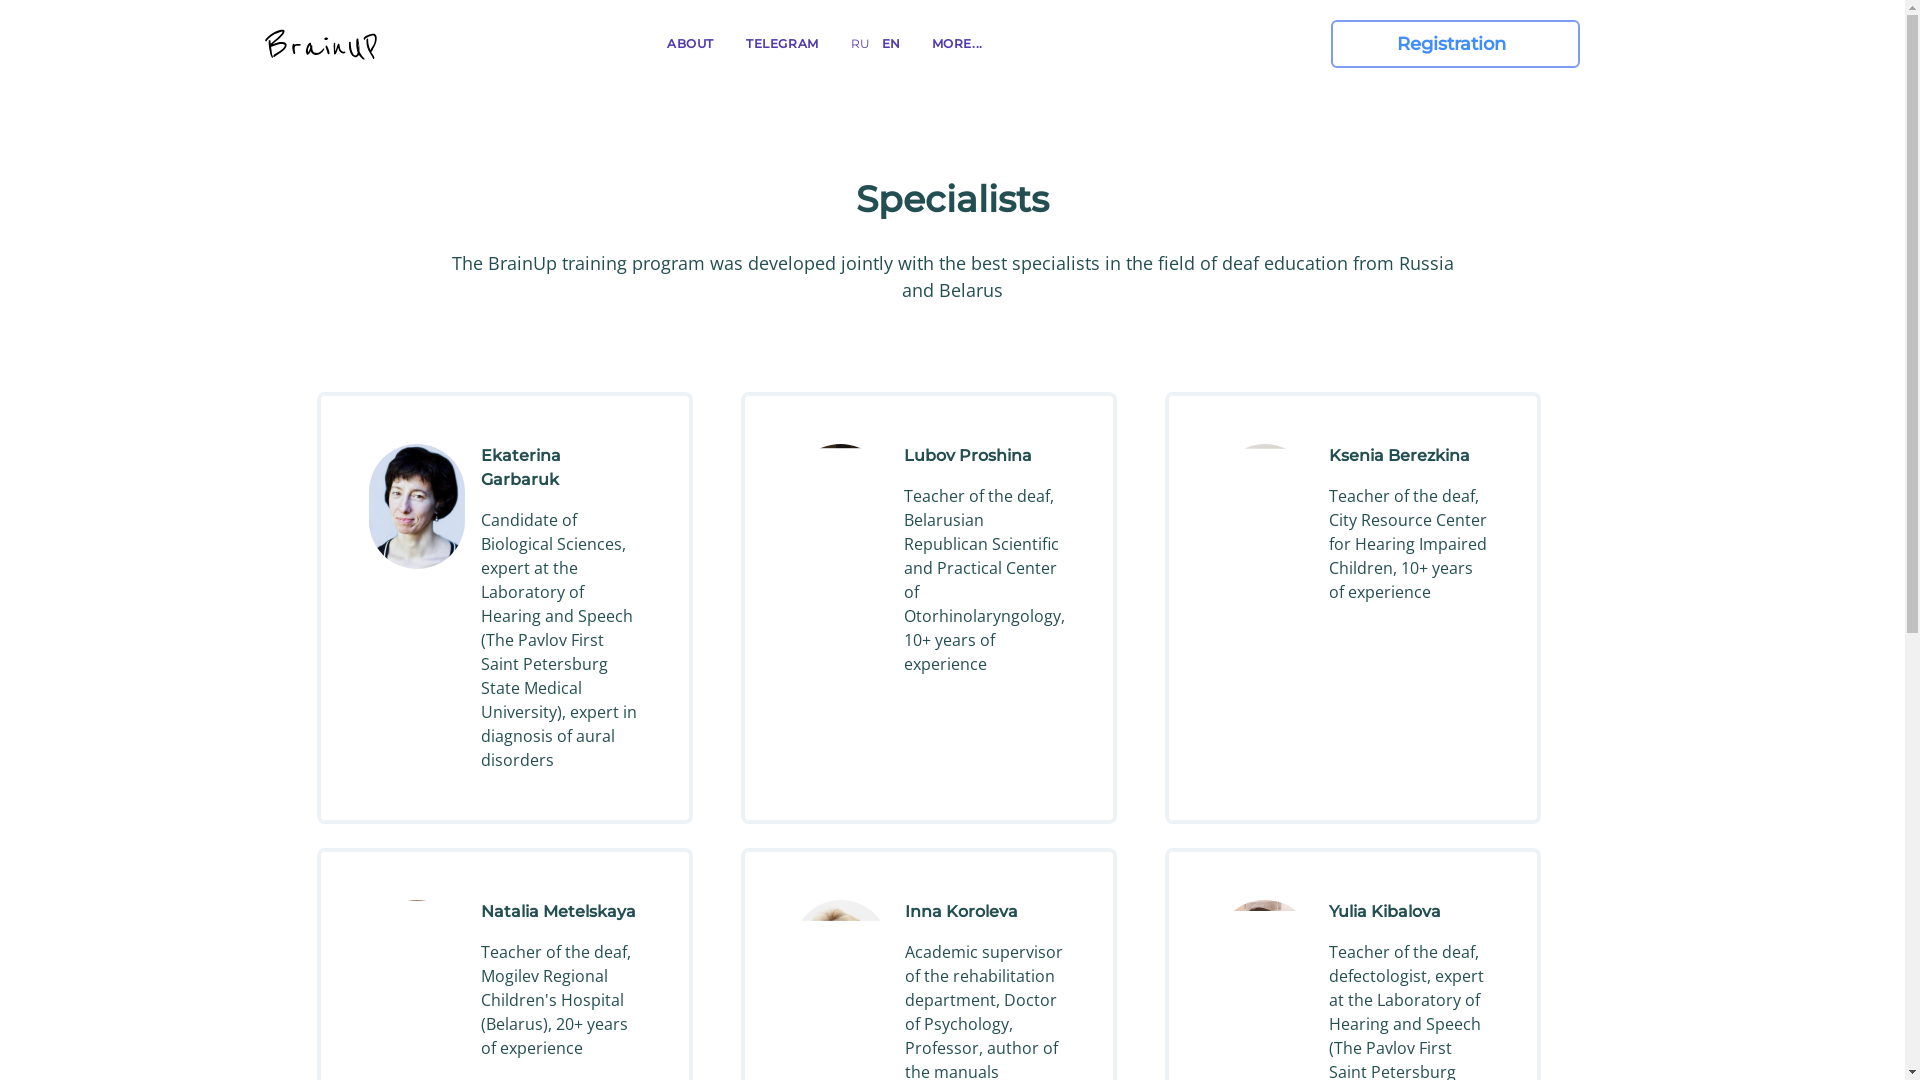 BrainUP
ABOUT
TELEGRAM
RU
EN
MORE...
Registration
Specialists
The BrainUp training program was developed jointly with the best specialists in the field of deaf education from Russia
and Belarus
Ekaterina
Garbaruk
Candidate of
Biological Sciences,
expert at the
Laboratory of
Hearing and Speech
(The Pavlov First
Saint Petersburg
State Medical
University), expert in
diagnosis of aural
disorders
Lubov Proshina
Teacher of the deaf,
Belarusian
Republican Scientific
and Practical Center
of
Otorhinolaryngology,
10+ years of
experience
Ksenia Berezkina
Teacher of the deaf,
City Resource Center
for Hearing Impaired
Children, 10+ years
of experience
Natalia Metelskaya
Teacher of the deaf,
Mogilev Regional
Children's Hospital
(Belarus), 20+ years
of experience
Inna Koroleva
Academic supervisor
of the rehabilitation
department, Doctor
of Psychology,
Professor, author of
the manuals
Yulia Kibalova
Teacher of the deaf,
defectologist, expert
at the Laboratory of
Hearing and Speech
(The Pavlov First
Saint Petersburg